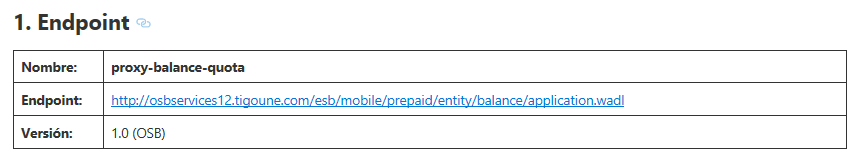 1. Endpoint
Nombre: proxy-balance-quota
Endpoint: http://osbservices12.tigoune.com/esb/mobile/prepaid/entity/balance/application.wadl
Versión: 1.0 (OSB)